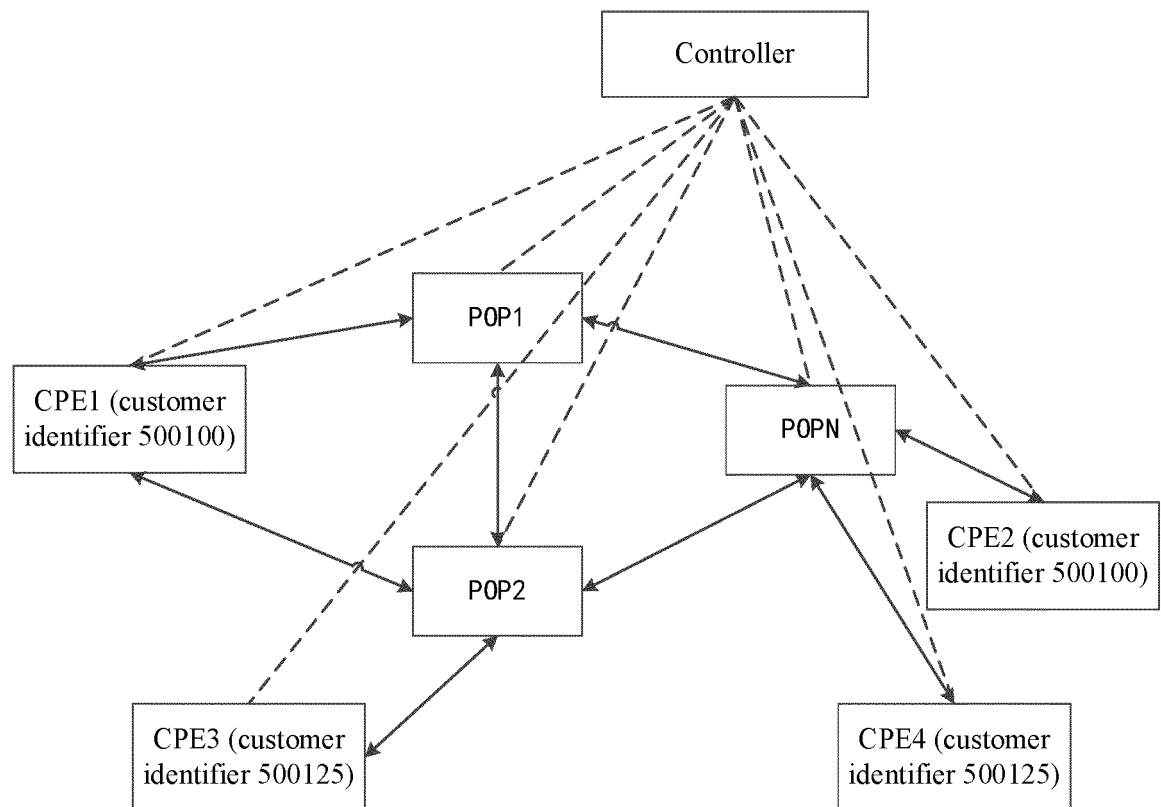 Controller
POP1
CPE1 (customer
identifier 500100)
POPN
CPE2 (customer
identifier 500100)
POP2
CPE3 (customer
identifier 500125)
CPE4 (customer
identifier 500125)